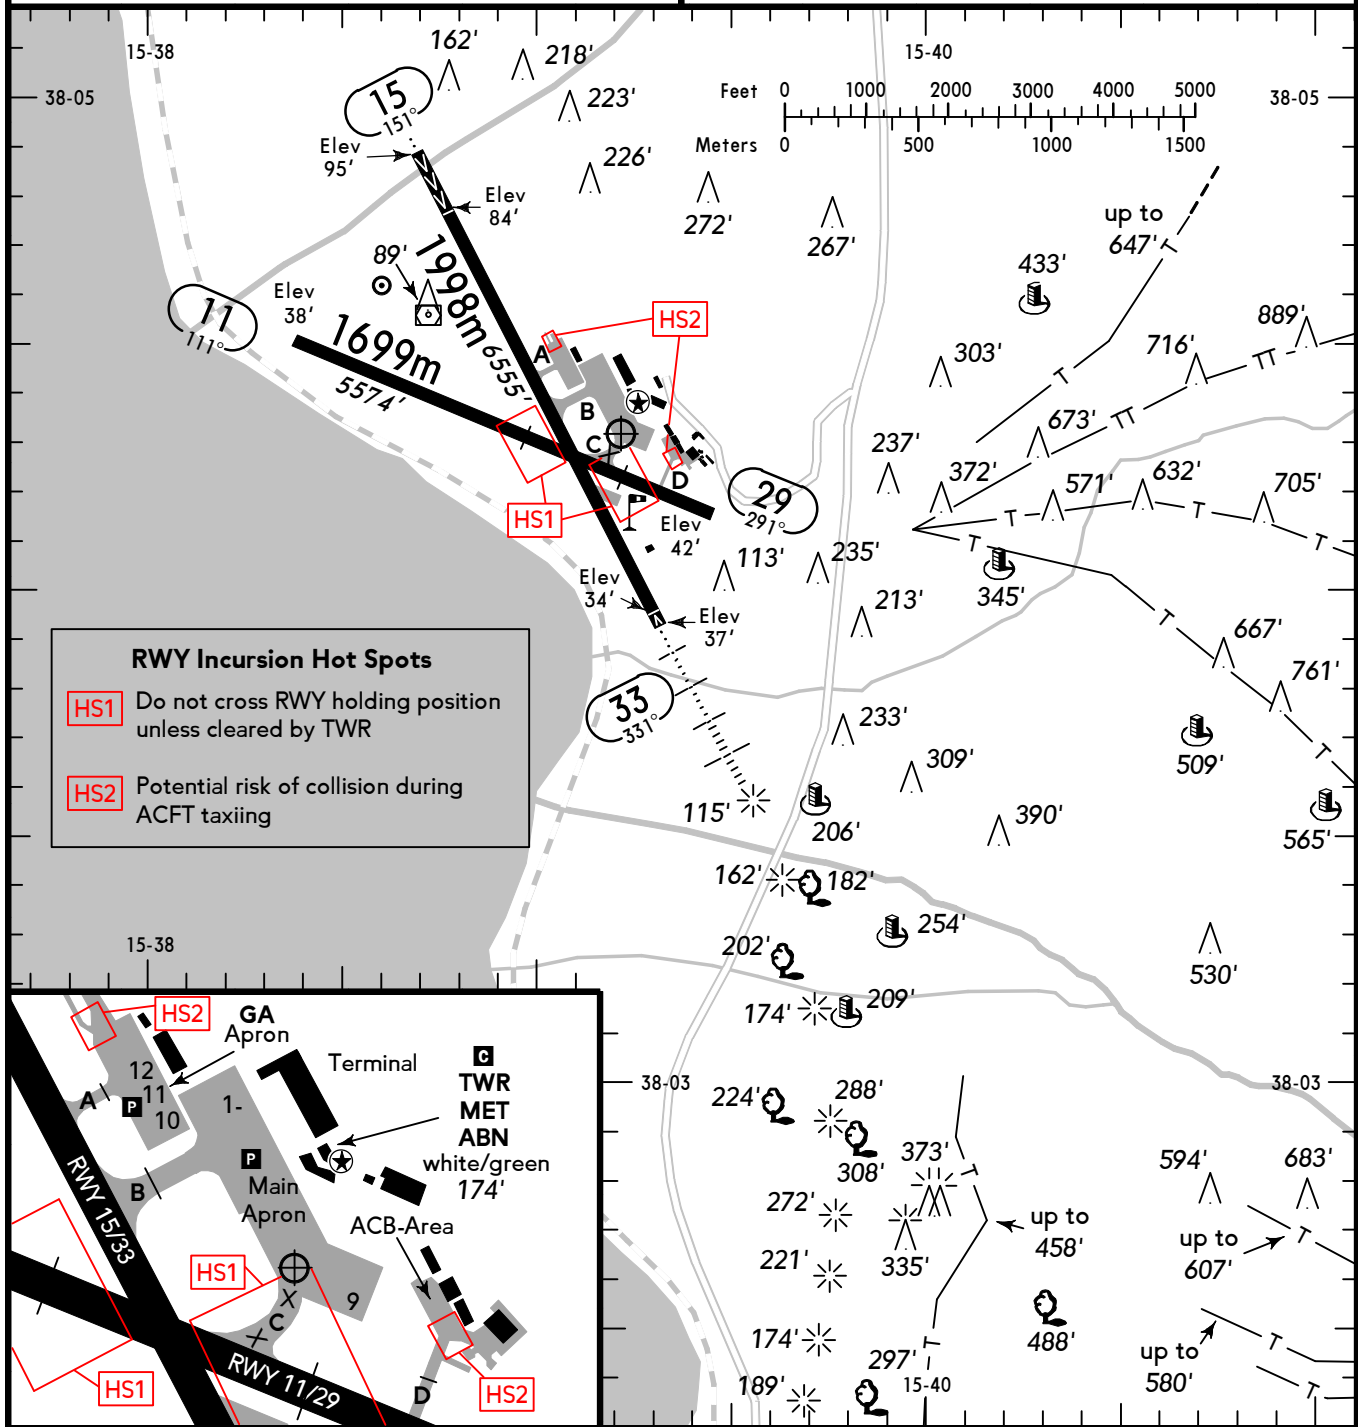 15-38
162'
218'
15-40
38-05
15
151°
223'
Feet
0
1000
2000
3000
4000
5000
38-05
Elev
95'
Meters
0
500
1000
1500
226'
Elev
84'
272'
267'
up to
647'
89'
1998m
6555'
433'
11
111°
Elev
38'
1699m
5574'
HS2
889'
716'
303'
A
B
C
D
673'
237'
372'
571'
632'
705'
29
291°
HS1
Elev
42'
113'
235'
Elev
34'
213'
345'
Elev
37'
667'
RWY Incursion Hot Spots
HS1
Do not cross RWY holding position
unless cleared by TWR
HS2
Potential risk of collision during
ACFT taxiing
761'
33
331°
233'
509'
309'
115'
206'
390'
565'
162'
182'
254'
15-38
202'
530'
174'
209'
HS2
GA
Apron
Terminal
C
TWR
MET
ABN
white/green
174'
12
11
10
P
1-
A
B
P
Main
Apron
ACB-Area
RWY 15/33
HS1
C
9
RWY 11/29
HS1
D
HS2
38-03
38-03
224'
288'
308'
373'
594'
683'
272'
335'
up to
458'
up to
607'
221'
174'
488'
up to
580'
297'
189'
15-40
T
T
T T
T T
T
T
T
T
T
T
T
T
T
T